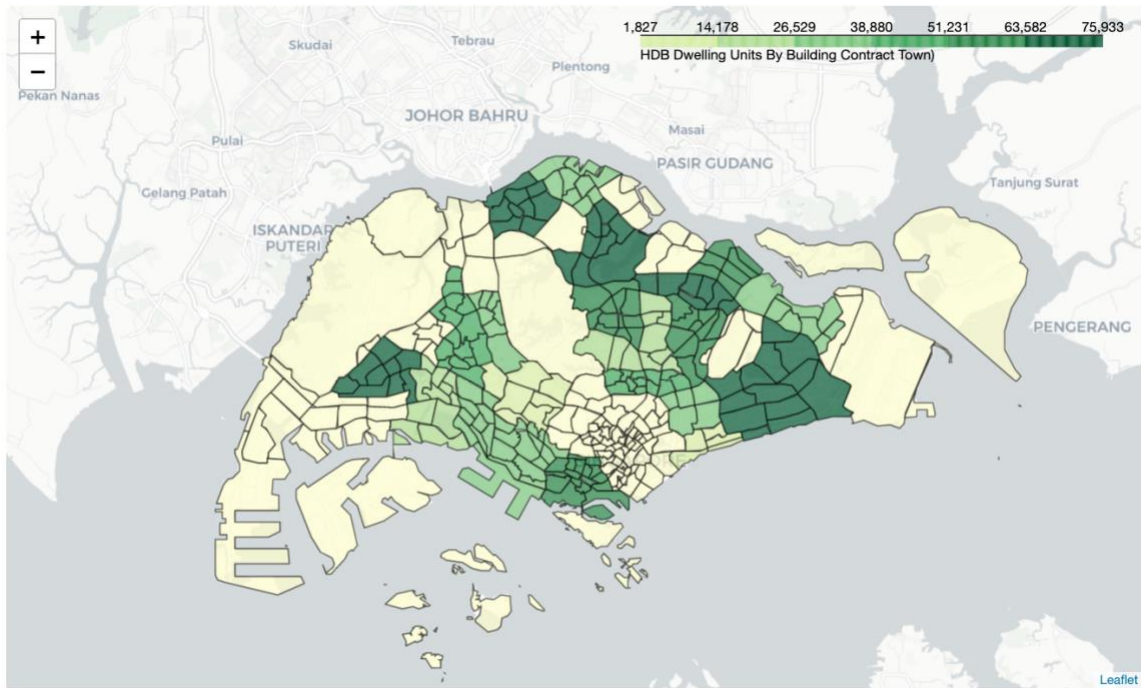 +
−
1,827 14,178 26,529 38,880 51,231 63,582 75,933
HDB Dwelling Units By Building Contract Town)
Skudai
Tebrau
Plentong
Pekan Nanas
JOHOR BAHRU
Masai
Pulai
PASIR GUDANG
Gelang Patah
Tanjung Surat
ISKANDAR
PUTERI
PENGERANG
Leaflet